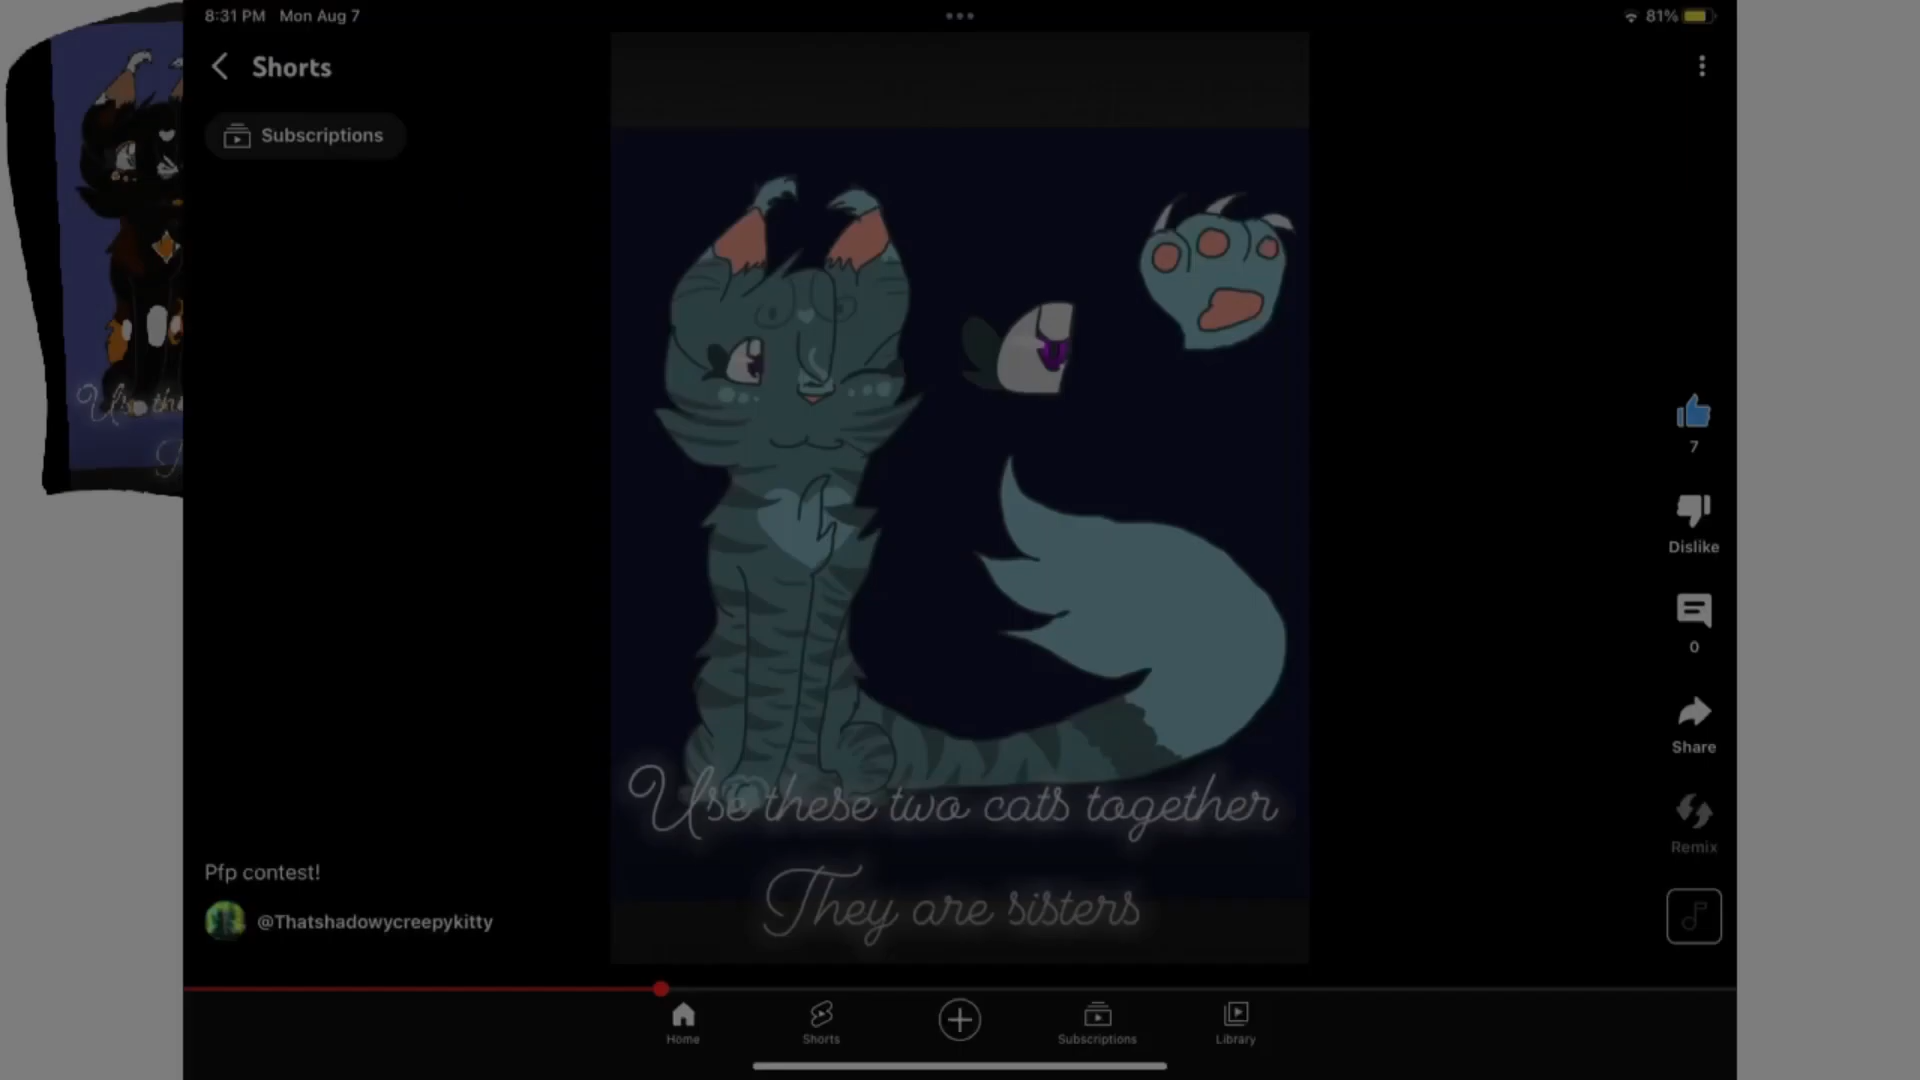 8:31 PM Mon Aug 7
81%
Shorts
Subscriptions
7
Dislike
0
Share
Remix
Use these two cats together
They are sisters
Pfp contest!
@Thatshadowycreepykitty
Home
Shorts
Subscriptions
Library